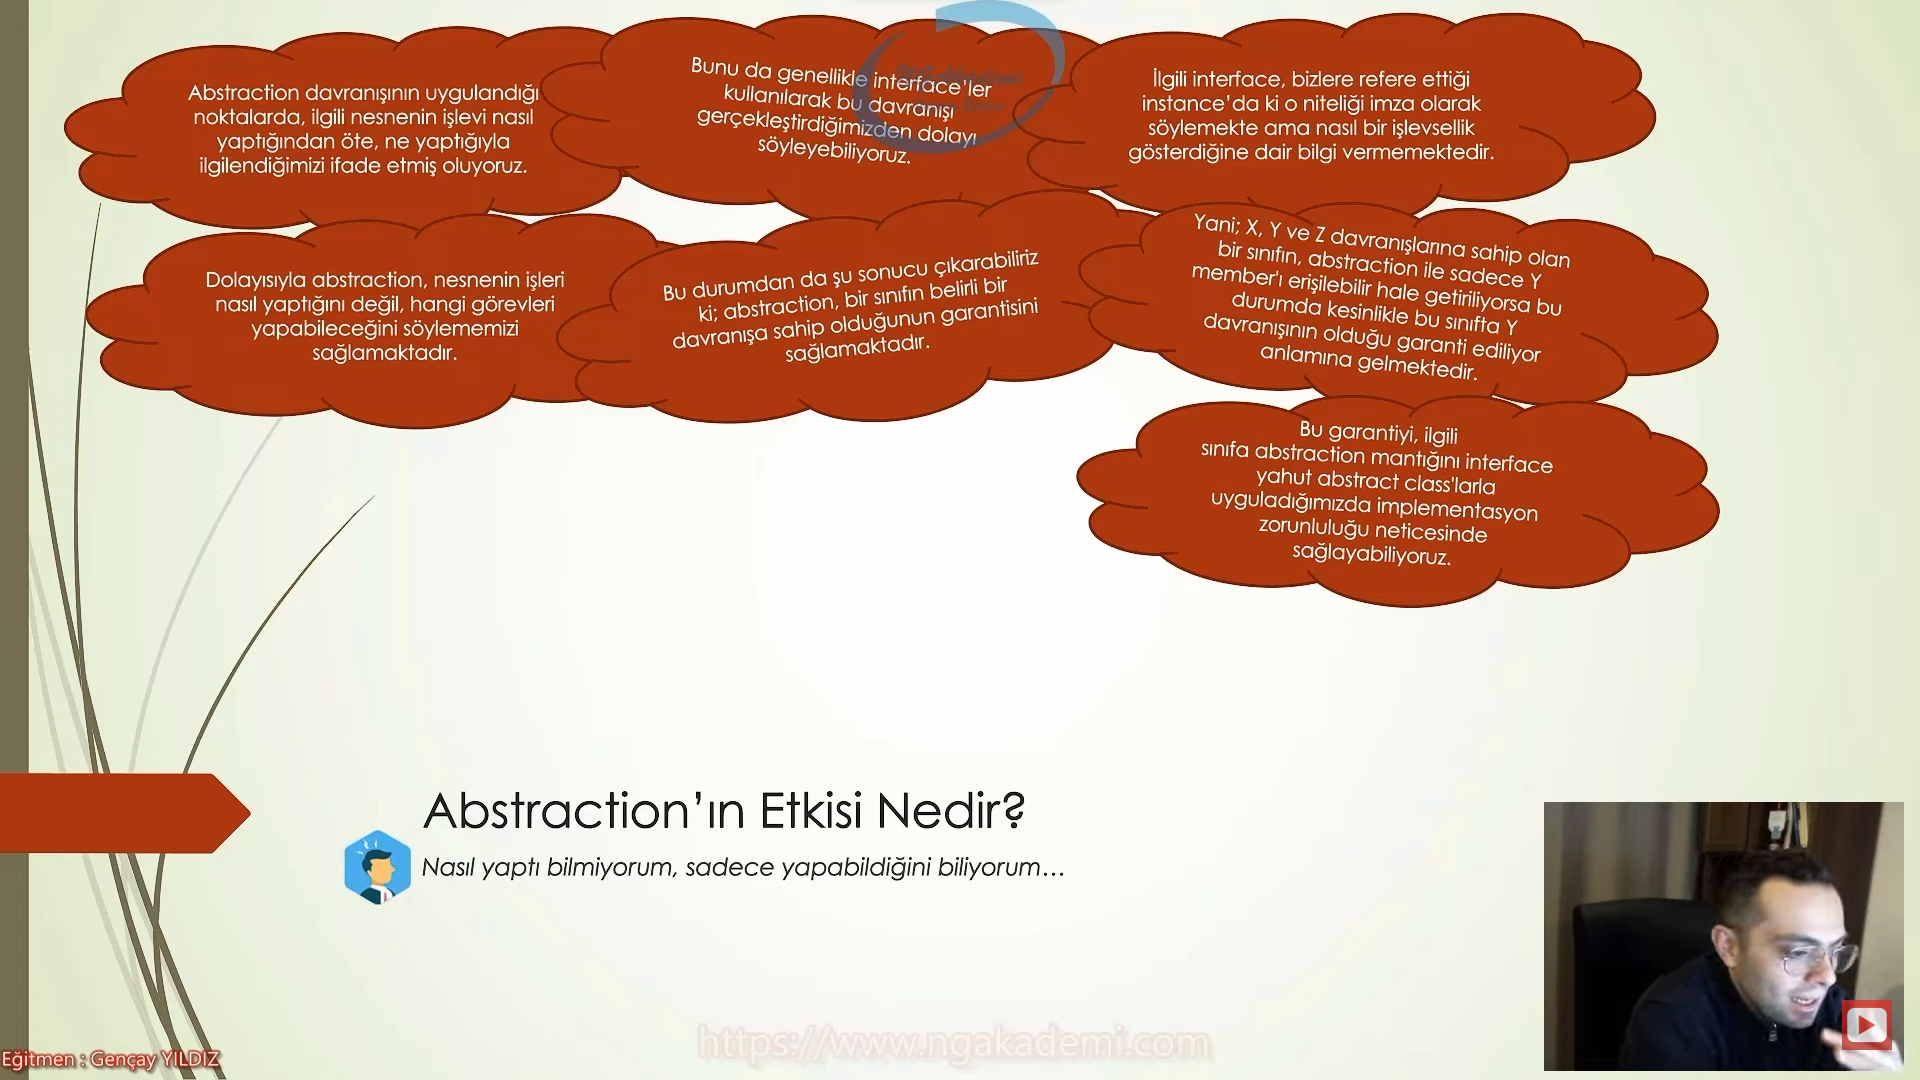 Abstraction davranışının uygulandığı
noktalarda, ilgili nesnenin işlevi nasıl
yaptığından öte, ne yaptığıyla
ilgilendiğimizi ifade etmiş oluyoruz.
Bunu da genellikle interface'ler
kullanılarak bu davranışı
gerçekleştirdiğimizden dolayı
söyleyebiliyoruz.
İlgili interface, bizlere refere ettiği
instance'da ki o niteliği imza olarak
söylemekte ama nasıl bir işlevsellik
gösterdiğine dair bilgi vermemektedir.
Dolayısıyla abstraction, nesnenin işleri
nasıl yaptığını değil, hangi görevleri
yapabileceğini söylememizi
sağlamaktadır.
Bu durumdan da şu sonucu çıkarabiliriz
ki; abstraction, bir sınıfın belirli bir
davranışa sahip olduğunun garantisini
sağlamaktadır.
Yani; X, Y ve Z davranışlarına sahip olan
bir sınıfın, abstraction ile sadece Y
member'ı erişilebilir hale getiriliyorsa bu
durumda kesinlikle bu sınıfta Y
davranışının olduğu garanti ediliyor
anlamına gelmektedir.
Bu garantiyi, ilgili
sınıfa abstraction mantığını interface
yahut abstract class'larla
uyguladığımızda implementasyon
zorunluluğu neticesinde
sağlayabiliyoruz.
Abstraction'ın Etkisi Nedir?
Nasıl yaptı bilmiyorum, sadece yapabildiğini biliyorum...
https://www.ngakademi.com
Eğitmen : Gençay YILDIZ